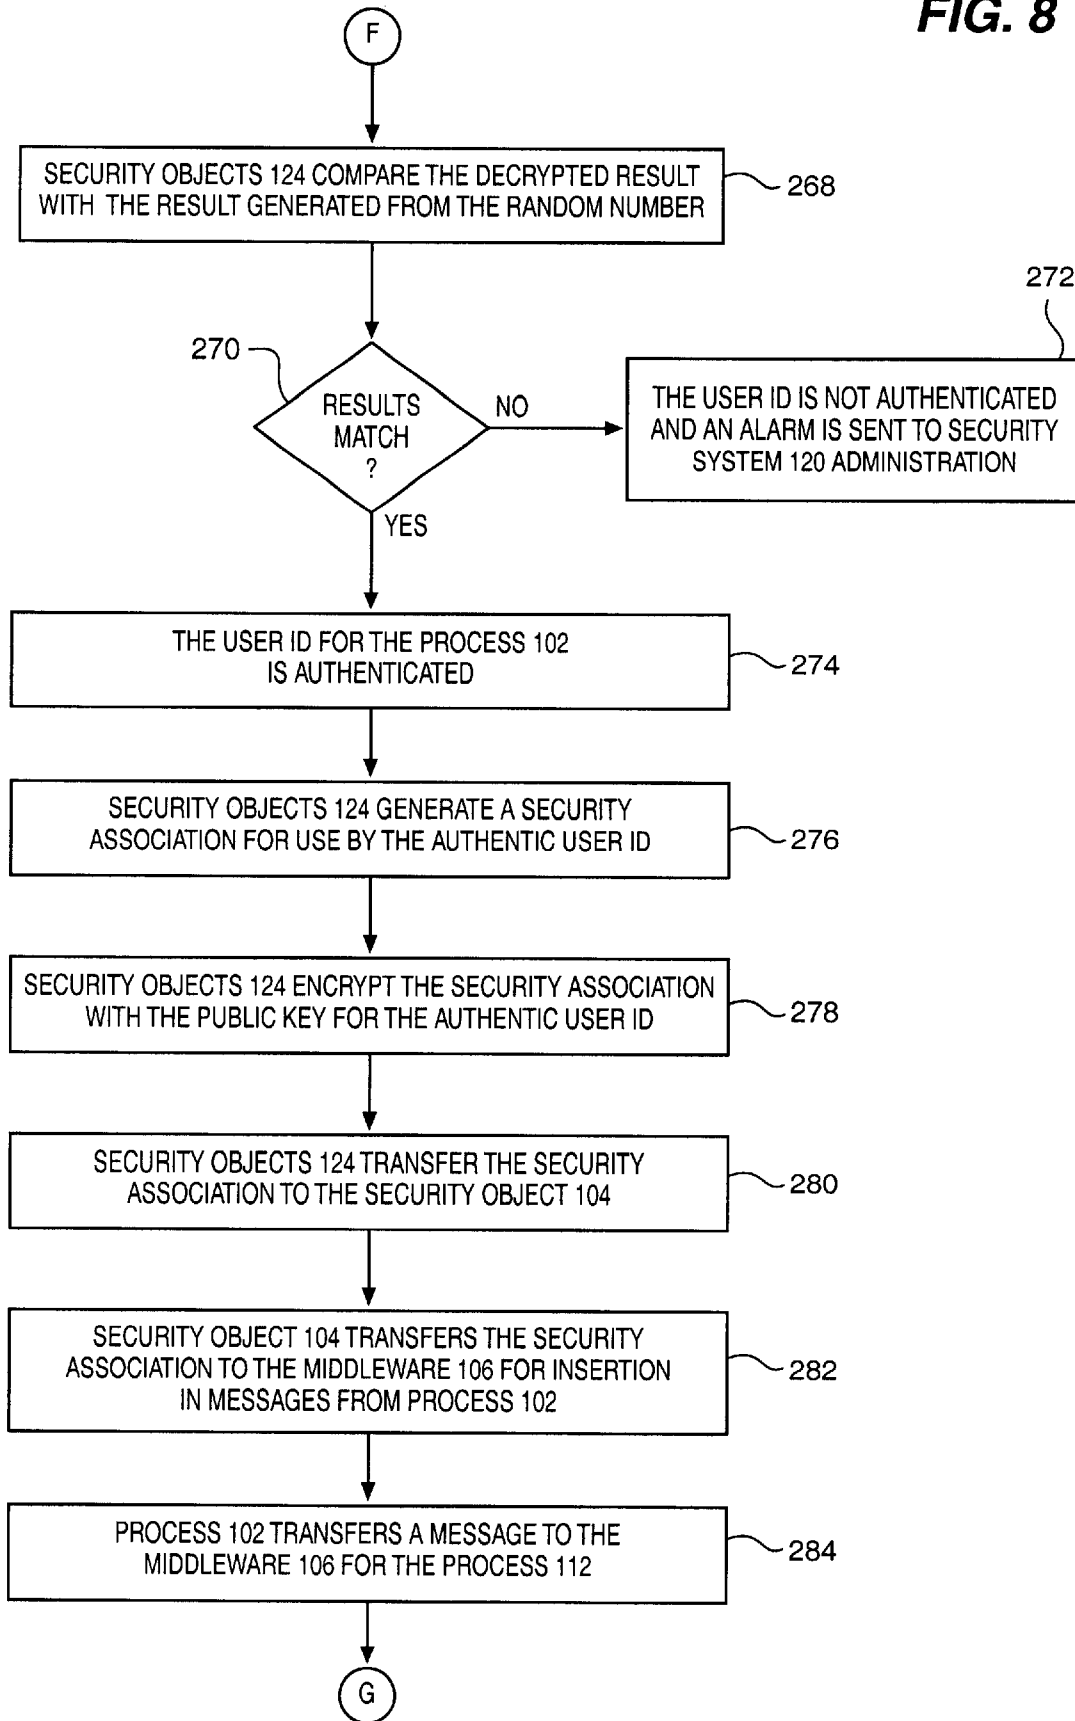 FIG. 8
F
SECURITY OBJECTS 124 COMPARE THE DECRYPTED RESULT
WITH THE RESULT GENERATED FROM THE RANDOM NUMBER
268
272
270
RESULTS
MATCH
?
NO
THE USER ID IS NOT AUTHENTICATED
AND AN ALARM IS SENT TO SECURITY
SYSTEM 120 ADMINISTRATION
YES
THE USER ID FOR THE PROCESS 102
IS AUTHENTICATED
274
SECURITY OBJECTS 124 GENERATE A SECURITY
ASSOCIATION FOR USE BY THE AUTHENTIC USER ID
276
SECURITY OBJECTS 124 ENCRYPT THE SECURITY ASSOCIATION
WITH THE PUBLIC KEY FOR THE AUTHENTIC USER ID
278
SECURITY OBJECTS 124 TRANSFER THE SECURITY
ASSOCIATION TO THE SECURITY OBJECT 104
280
SECURITY OBJECT 104 TRANSFERS THE SECURITY
ASSOCIATION TO THE MIDDLEWARE 106 FOR INSERTION
IN MESSAGES FROM PROCESS 102
282
PROCESS 102 TRANSFERS A MESSAGE TO THE
MIDDLEWARE 106 FOR THE PROCESS 112
284
G